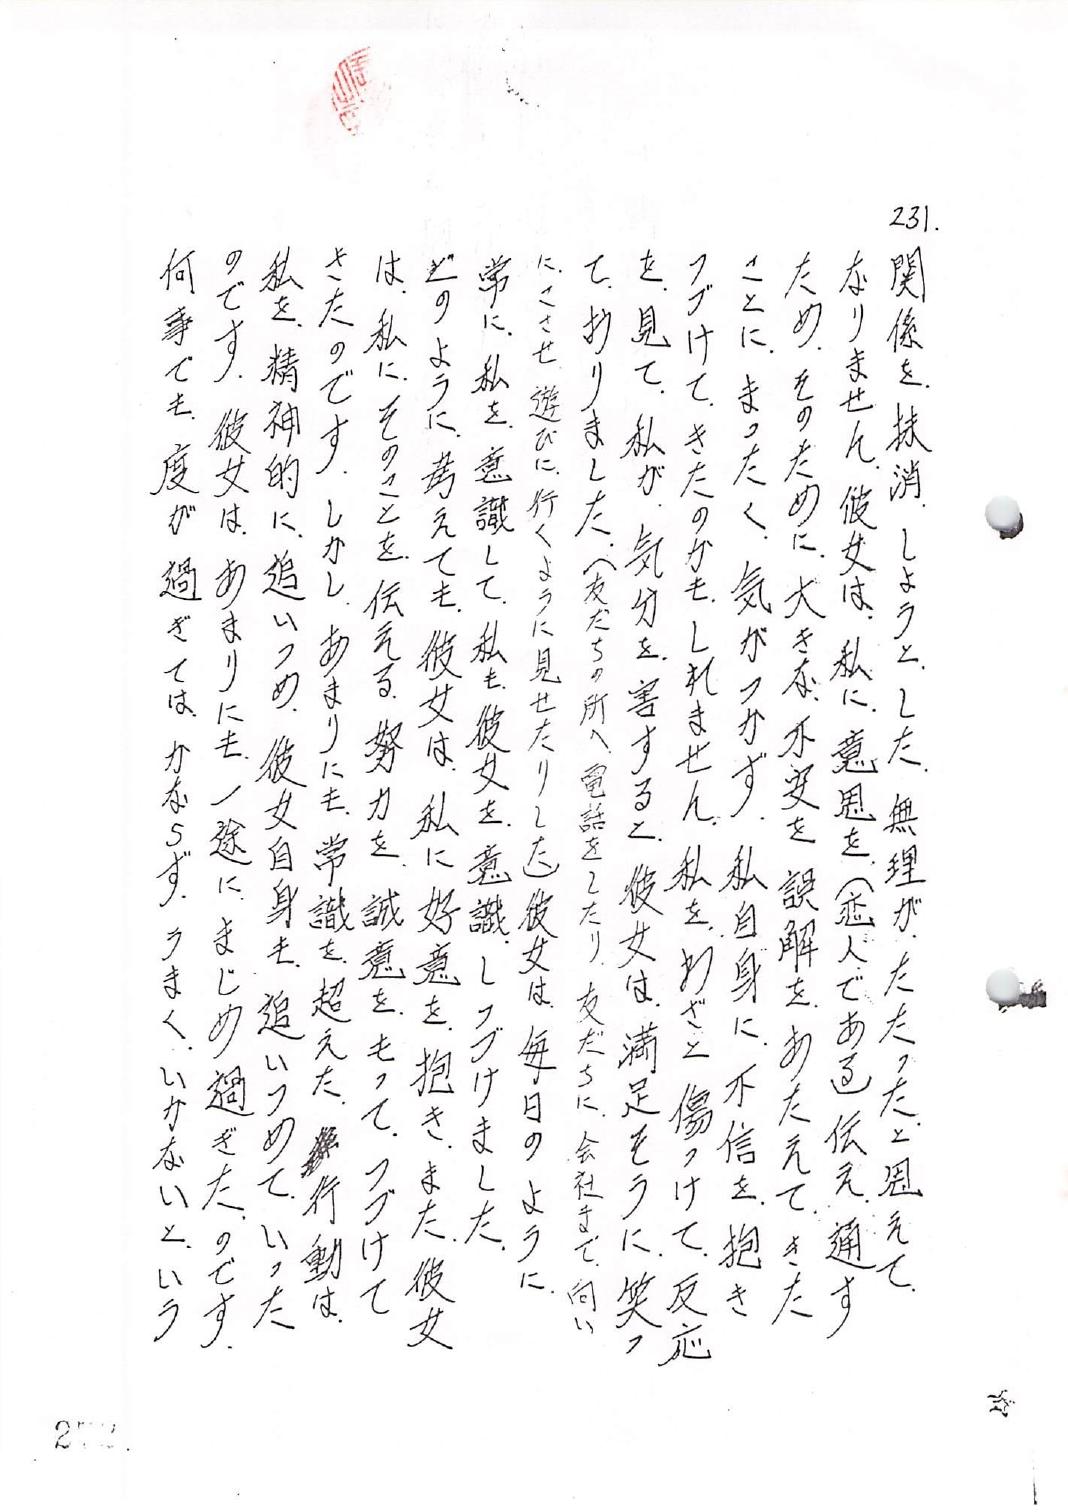 231.
関係を、抹消、しようと、した、無理が、たたった、と思えて、
なりません、彼女は、私に、意思を、(恋人である)伝え、通す
ため、そのために、大きな、不安を、誤解を、あたえて、きた
ことに、まったく、気がつかず、私自身に、不信を、抱き
つづけて、きたのかも、しれません、私を、わざと、傷つけて、反応
を、見て、私が、気分を、害すると、彼女は、満足そうに、笑っ
て、おりました、(友だちの所へ、電話をしたり、友だちに、会社まで、向い
に、こさせ、遊びに、行くように見せたりした)彼女は、毎日のように、
常に、私を、意識して、私も、彼女を、意識、しつづけました、
どのように、考えても、彼女は、私に好意を、抱き、また、彼女
は、私に、そのことを、伝える、努力を、誠意を、もって、つづけて
きたのです、しかし、あまりにも、常識を、超えた、行動は、
私を、精神的に、追いつめ、彼女自身も、追いつめて、いった
のです、彼女は、あまりにも、一途に、まじめ過ぎた、のです、
何事でも、度が、過ぎては、かならず、うまく、いかないと、いう